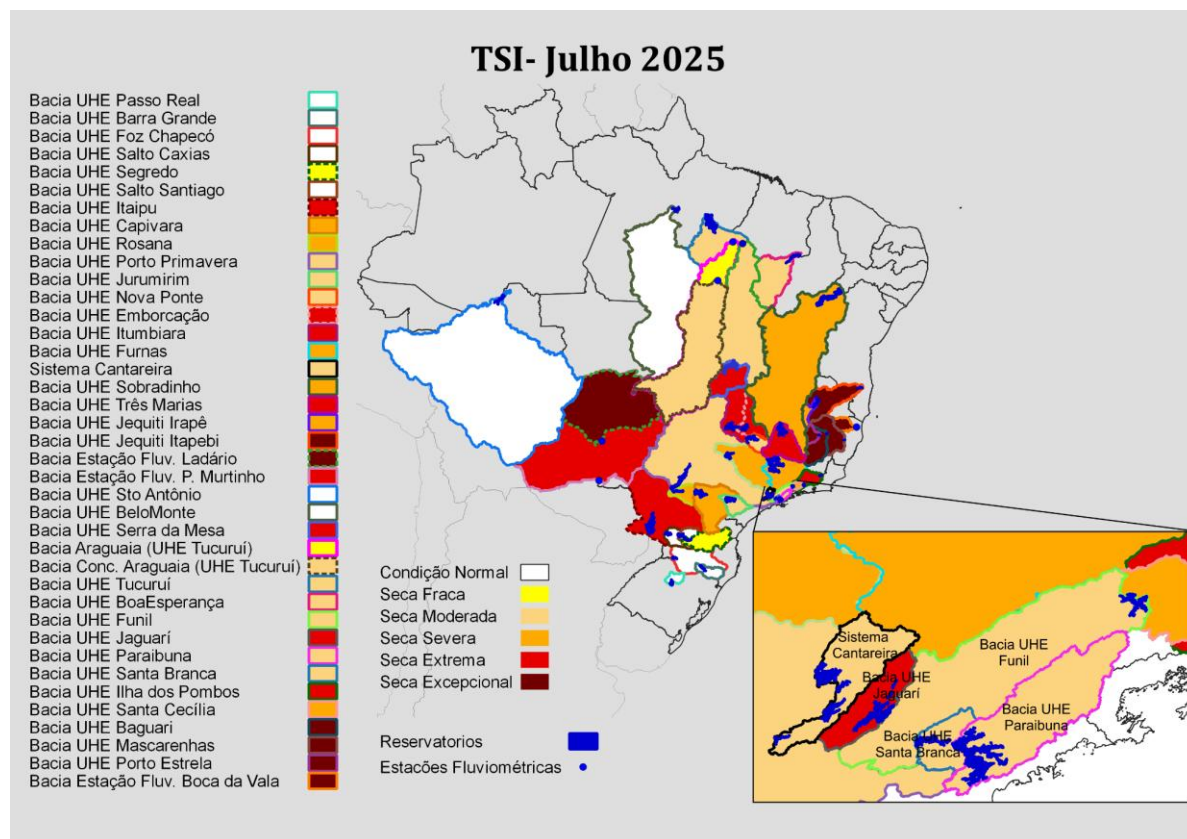 TSI- Julho 2025
Bacia UHE Passo Real
Bacia UHE Barra Grande
Bacia UHE Foz Chapecó
Bacia UHE Salto Caxias
Bacia UHE Segredo
Bacia UHE Salto Santiago
Bacia UHE Itaipu
Bacia UHE Capivara
Bacia UHE Rosana
Bacia UHE Porto Primavera
Bacia UHE Jurumirim
Bacia UHE Nova Ponte
Bacia UHE Emborcação
Bacia UHE Itumbiara
Bacia UHE Furnas
Sistema Cantareira
Bacia UHE Sobradinho
Bacia UHE Três Marias
Bacia UHE Jequiti Irapê
Bacia UHE Jequiti Itapebi
Bacia Estação Fluv. Ladário
Bacia Estação Fluv. P. Murtinho
Bacia UHE Sto Antônio
Bacia UHE BeloMonte
Bacia UHE Serra da Mesa
Bacia Araguaia (UHE Tucuruí)
Bacia Conc. Araguaia (UHE Tucuruí)
Bacia UHE Tucuruí
Bacia UHE BoaEsperança
Bacia UHE Funil
Bacia UHE Jaguarí
Bacia UHE Paraibuna
Bacia UHE Santa Branca
Bacia UHE Ilha dos Pombos
Bacia UHE Santa Cecília
Bacia UHE Baguari
Bacia UHE Mascarenhas
Bacia UHE Porto Estrela
Bacia Estação Fluv. Boca da Vala
Condição Normal
Seca Fraca
Seca Moderada
Seca Severa
Seca Extrema
Seca Excepcional
Reservatorios
Estacões Fluviométricas
Sistema
Cantareira
Bacia UHE
Jaguarí
Bacia UHE
Funil
Bacia UHE
Paraibuna
Bacia UHE
Santa Branca